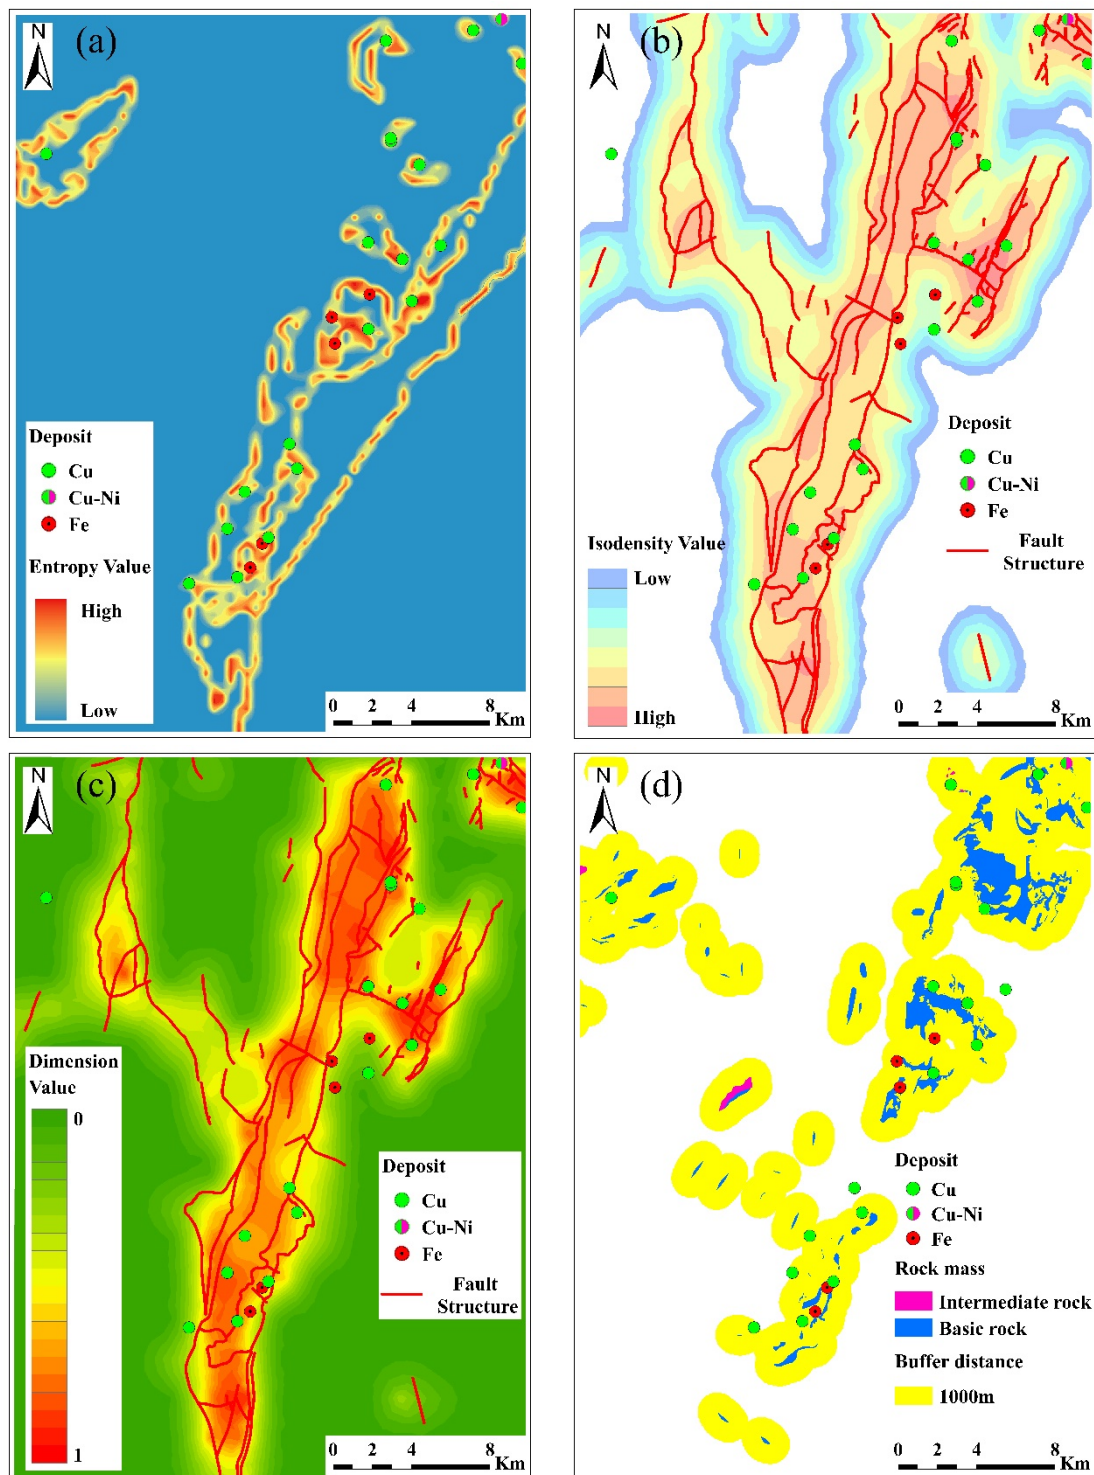 N
(a)
Deposit
Cu
Cu-Ni
Fe
Entropy Value
High
Low
0 2 4 8
Km
N
(b)
Deposit
Cu
Cu-Ni
Fe
Fault
Structure
Isodensity Value
Low
High
0 2 4 8
Km
N
(c)
Dimension
Value
0
1
Deposit
Cu
Cu-Ni
Fe
Fault
Structure
0 2 4 8
Km
N
(d)
Deposit
Cu
Cu-Ni
Fe
Rock mass
Intermediate rock
Basic rock
Buffer distance
1000m
0 2 4 8
Km